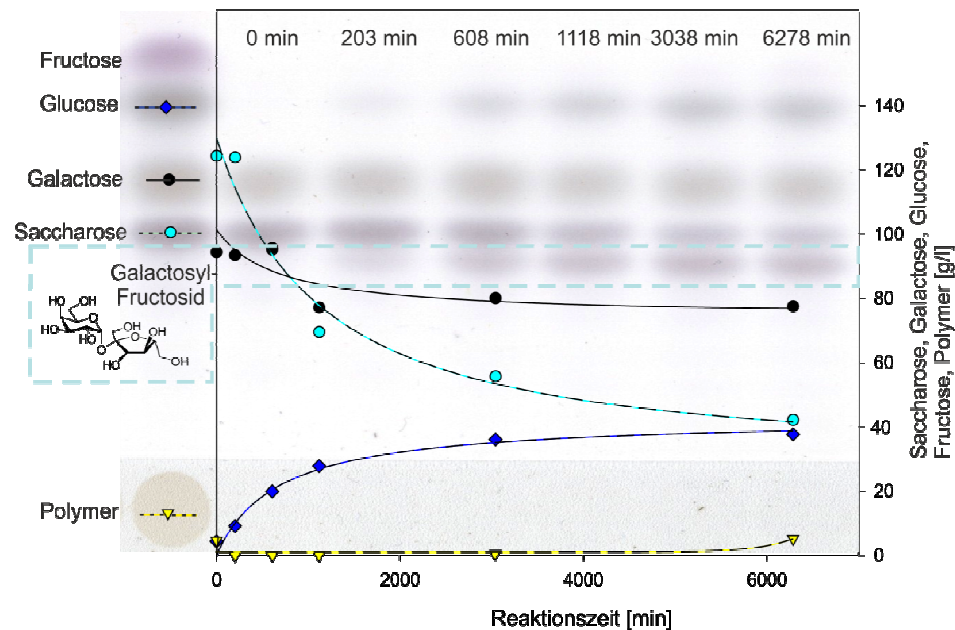 0 min 203 min 608 min 1118 min 3038 min 6278 min
Fructose
Glucose
Galactose
Saccharose
Galactosyl
Fructosid
HO OH
HO
HO
O
O
OH
O
OH
HO
OH
Polymer
140
120
100
80
60
40
20
0
Saccharose, Galactose, Glucose,
Fructose, Polymer [g/l]
0 2000 4000 6000
Reaktionszeit [min]